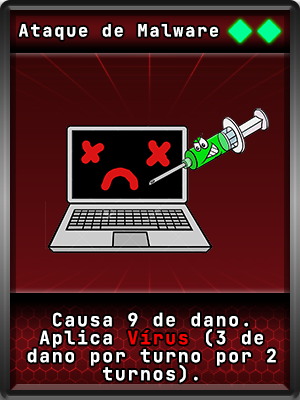 Ataque de Malware
Causa 9 de dano.
Aplica Vírus (3 de
dano por turno por 2
turnos).